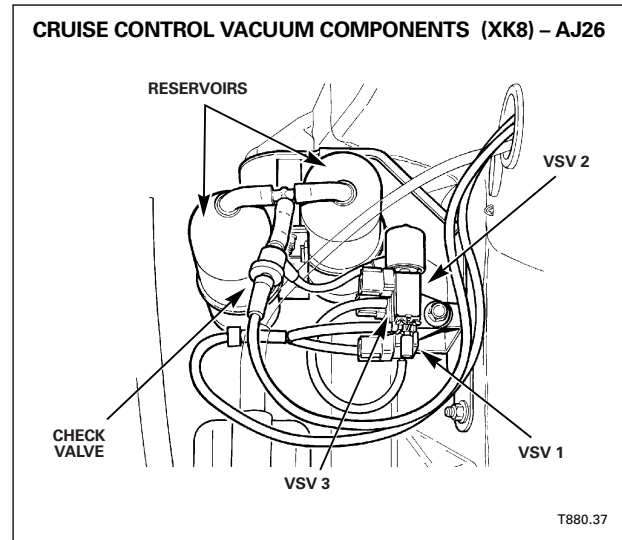 CRUISE CONTROL VACUUM COMPONENTS (XK8) – AJ26
RESERVOIRS
VSV 2
CHECK
VALVE
VSV 1
VSV 3
T880.37